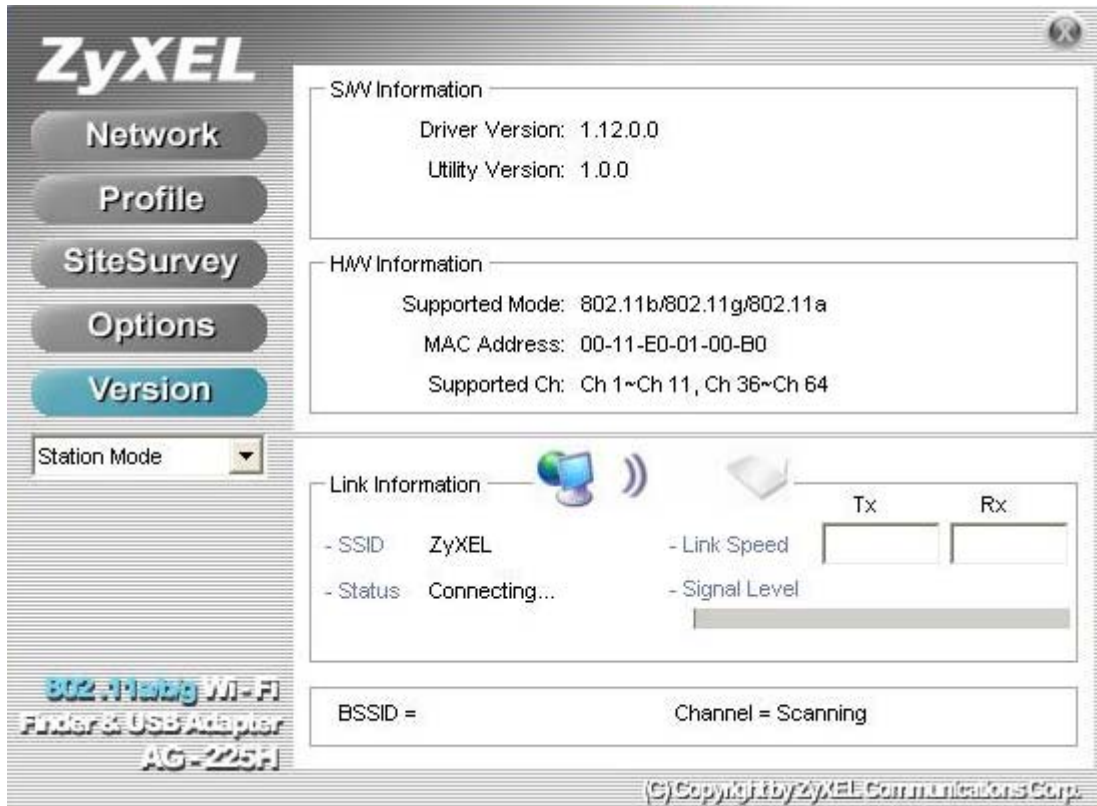 ZyXEL
Network
Profile
SiteSurvey
Options
Version
Station Mode
802.11a/b/g Wi-Fi
Finder & USB Adapter
AG-225H
S/W Information
Driver Version: 1.12.0.0
Utility Version: 1.0.0
H/W Information
Supported Mode: 802.11b/802.11g/802.11a
MAC Address: 00-11-E0-01-00-B0
Supported Ch: Ch 1~Ch 11, Ch 36~Ch 64
Link Information
Tx Rx
- SSID ZyXEL - Link Speed
- Status Connecting... - Signal Level
BSSID = Channel = Scanning
(C) Copyright by ZyXEL Communications Corp.